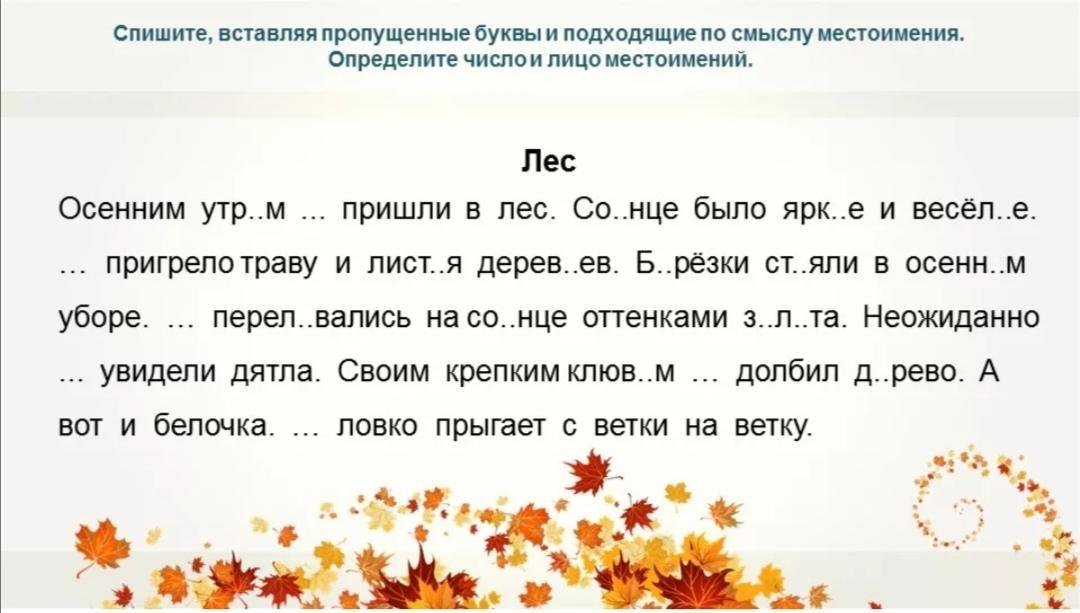 Спишите, вставляя пропущенные буквы и подходящие по смыслу местоимения.
Определите число и лицо местоимений.
Лес
Осенним утр..м ... пришли в лес. Со..нце было ярк..е и весёл..е.
... пригрело траву и лист..я дерев..ев. Б..рёзки ст..яли в осенн..м
уборе. ... перел..вались на со..нце оттенками з..л..та. Неожиданно
... увидели дятла. Своим крепким клюв..м ... долбил д..рево. А
вот и белочка. ... ловко прыгает с ветки на ветку.